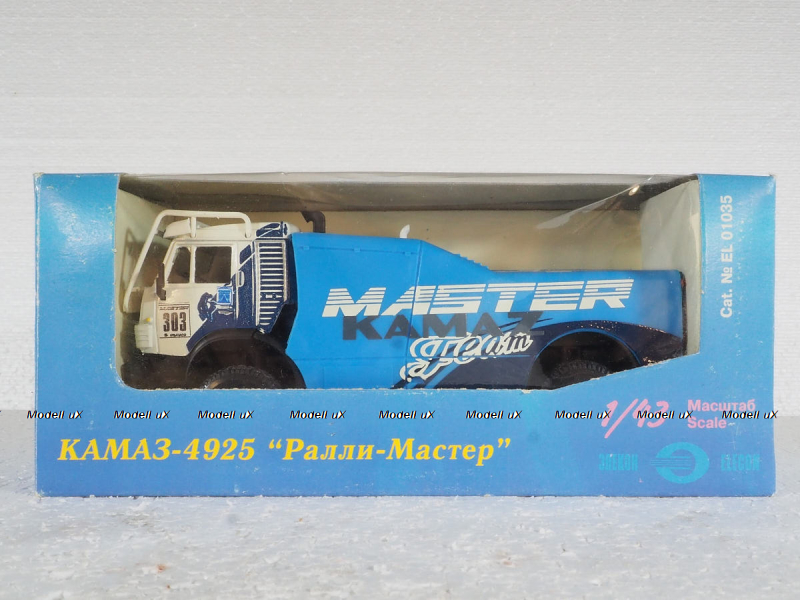 Cat. № EL 01035
MASTER
KAMAZ
303
Modell uX Modell uX Modell uX Modell uX Modell uX Modell uX Modell uX Modell uX Modell uX
1/43 Масштаб
Scale
КАМАЗ-4925 “Ралли-Мастер”
ЭЛЕКОН ELECON